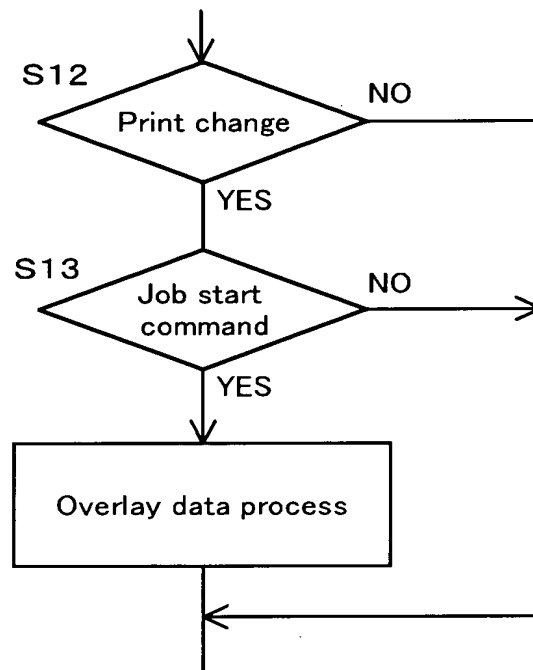 S12
Print change
NO
YES
S13
Job start
command
NO
YES
Overlay data process